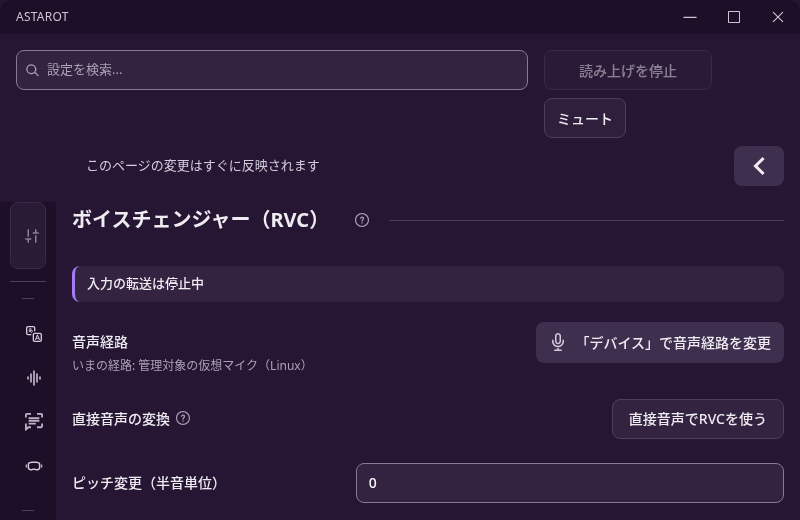 ASTAROT
設定を検索...
読み上げを停止
ミュート
このページの変更はすぐに反映されます
ボイスチェンジャー（RVC）
入力の転送は停止中
音声経路
いまの経路: 管理対象の仮想マイク（Linux）
「デバイス」で音声経路を変更
直接音声の変換
直接音声でRVCを使う
ピッチ変更（半音単位）
0